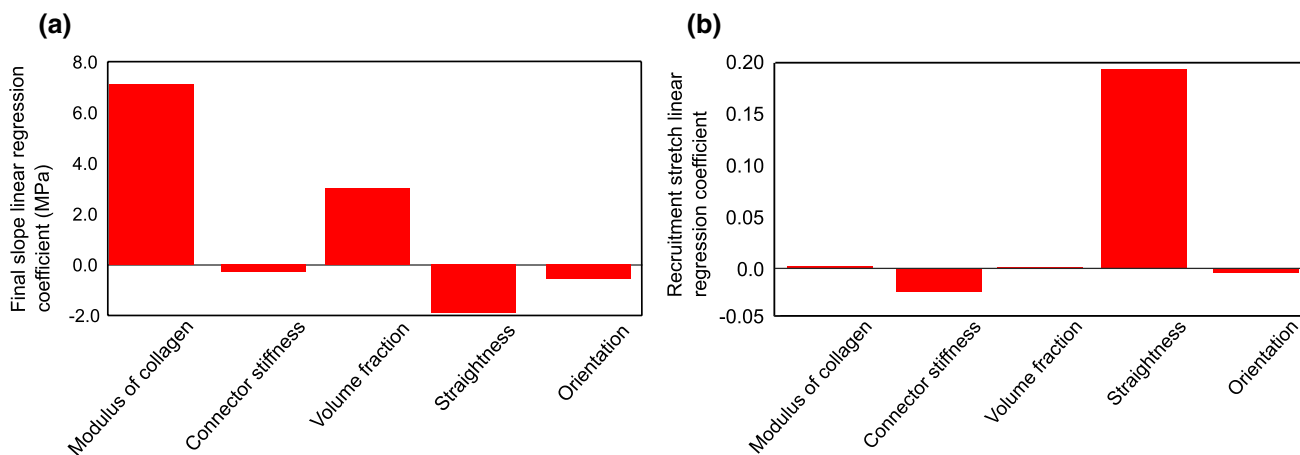 (a)
Final slope linear regression
coefficient (MPa)
8.0
6.0
4.0
2.0
0.0
-2.0
Modulus of collagen
Connector stiffness
Volume fraction
Straightness
Orientation
(b)
Recruitment stretch linear
regression coefficient
0.20
0.15
0.10
0.05
0.0
-0.05
Modulus of collagen
Connector stiffness
Volume fraction
Straightness
Orientation